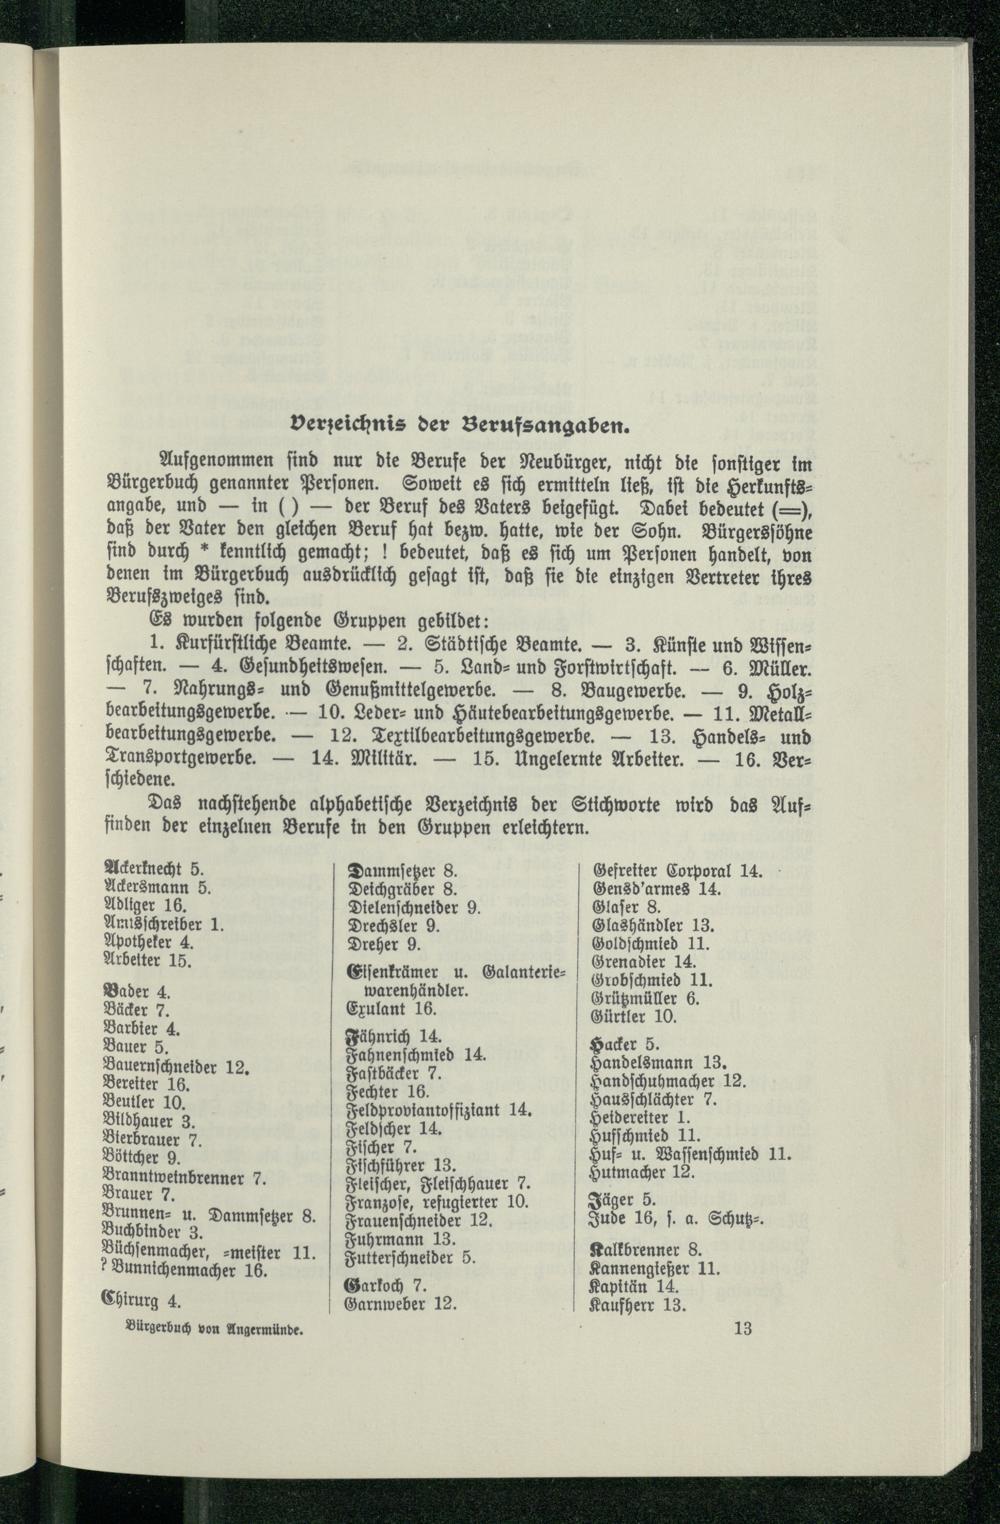 Verzeichnis der Berufsangaben.
Aufgenommen sind nur die Berufe der Neubürger, nicht die sonstiger im
Bürgerbuch genannter Personen. Soweit es sich ermitteln ließ, ist die Herkunfts-
angabe, und — in ( ) — der Beruf des Vaters beigefügt. Dabei bedeutet (=),
daß der Vater den gleichen Beruf hat bezw. hatte, wie der Sohn. Bürgerssöhne
sind durch * kenntlich gemacht; ! bedeutet, daß es sich um Personen handelt, von
denen im Bürgerbuch ausdrücklich gesagt ist, daß sie die einzigen Vertreter ihres
Berufszweiges sind.
Es wurden folgende Gruppen gebildet:
1. Kurfürstliche Beamte. — 2. Städtische Beamte. — 3. Künste und Wissen-
schaften. — 4. Gesundheitswesen. — 5. Land- und Forstwirtschaft. — 6. Müller.
— 7. Nahrungs- und Genußmittelgewerbe. — 8. Baugewerbe. — 9. Holz-
bearbeitungsgewerbe. — 10. Leder- und Häutebearbeitungsgewerbe. — 11. Metall-
bearbeitungsgewerbe. — 12. Textilbearbeitungsgewerbe. — 13. Handels- und
Transportgewerbe. — 14. Militär. — 15. Ungelernte Arbeiter. — 16. Ver-
schiedene.
Das nachstehende alphabetische Verzeichnis der Stichworte wird das Auf-
finden der einzelnen Berufe in den Gruppen erleichtern.
Ackerknecht 5.
Ackersmann 5.
Adliger 16.
Amtsschreiber 1.
Apotheker 4.
Arbeiter 15.
Bader 4.
Bäcker 7.
Barbier 4.
Bauer 5.
Bauernschneider 12.
Bereiter 16.
Beutler 10.
Bildhauer 3.
Bierbrauer 7.
Böttcher 9.
Branntweinbrenner 7.
Brauer 7.
Brunnen- u. Dammsetzer 8.
Buchbinder 3.
Büchsenmacher, -meister 11.
? Bunnichenmacher 16.
Chirurg 4.
Dammsetzer 8.
Deichgräber 8.
Dielenschneider 9.
Drechsler 9.
Dreher 9.
Eisenkrämer u. Galanterie-
warenhändler.
Exulant 16.
Fähnrich 14.
Fahnenschmied 14.
Fastbäcker 7.
Fechter 16.
Feldproviantoffiziant 14.
Feldscher 14.
Fischer 7.
Fischführer 13.
Fleischer, Fleischhauer 7.
Franzose, refugierter 10.
Frauenschneider 12.
Fuhrmann 13.
Futterschneider 5.
Garkoch 7.
Garnweber 12.
Gefreiter Corporal 14.
Gensd'armes 14.
Glaser 8.
Glashändler 13.
Goldschmied 11.
Grenadier 14.
Grobschmied 11.
Grützmüller 6.
Gürtler 10.
Hacker 5.
Handelsmann 13.
Handschuhmacher 12.
Hausschlächter 7.
Heidereiter 1.
Hufschmied 11.
Huf- u. Waffenschmied 11.
Hutmacher 12.
Jäger 5.
Jude 16, s. a. Schutz-.
Kalkbrenner 8.
Kannengießer 11.
Kapitän 14.
Kaufherr 13.
Bürgerbuch von Angermünde.
13